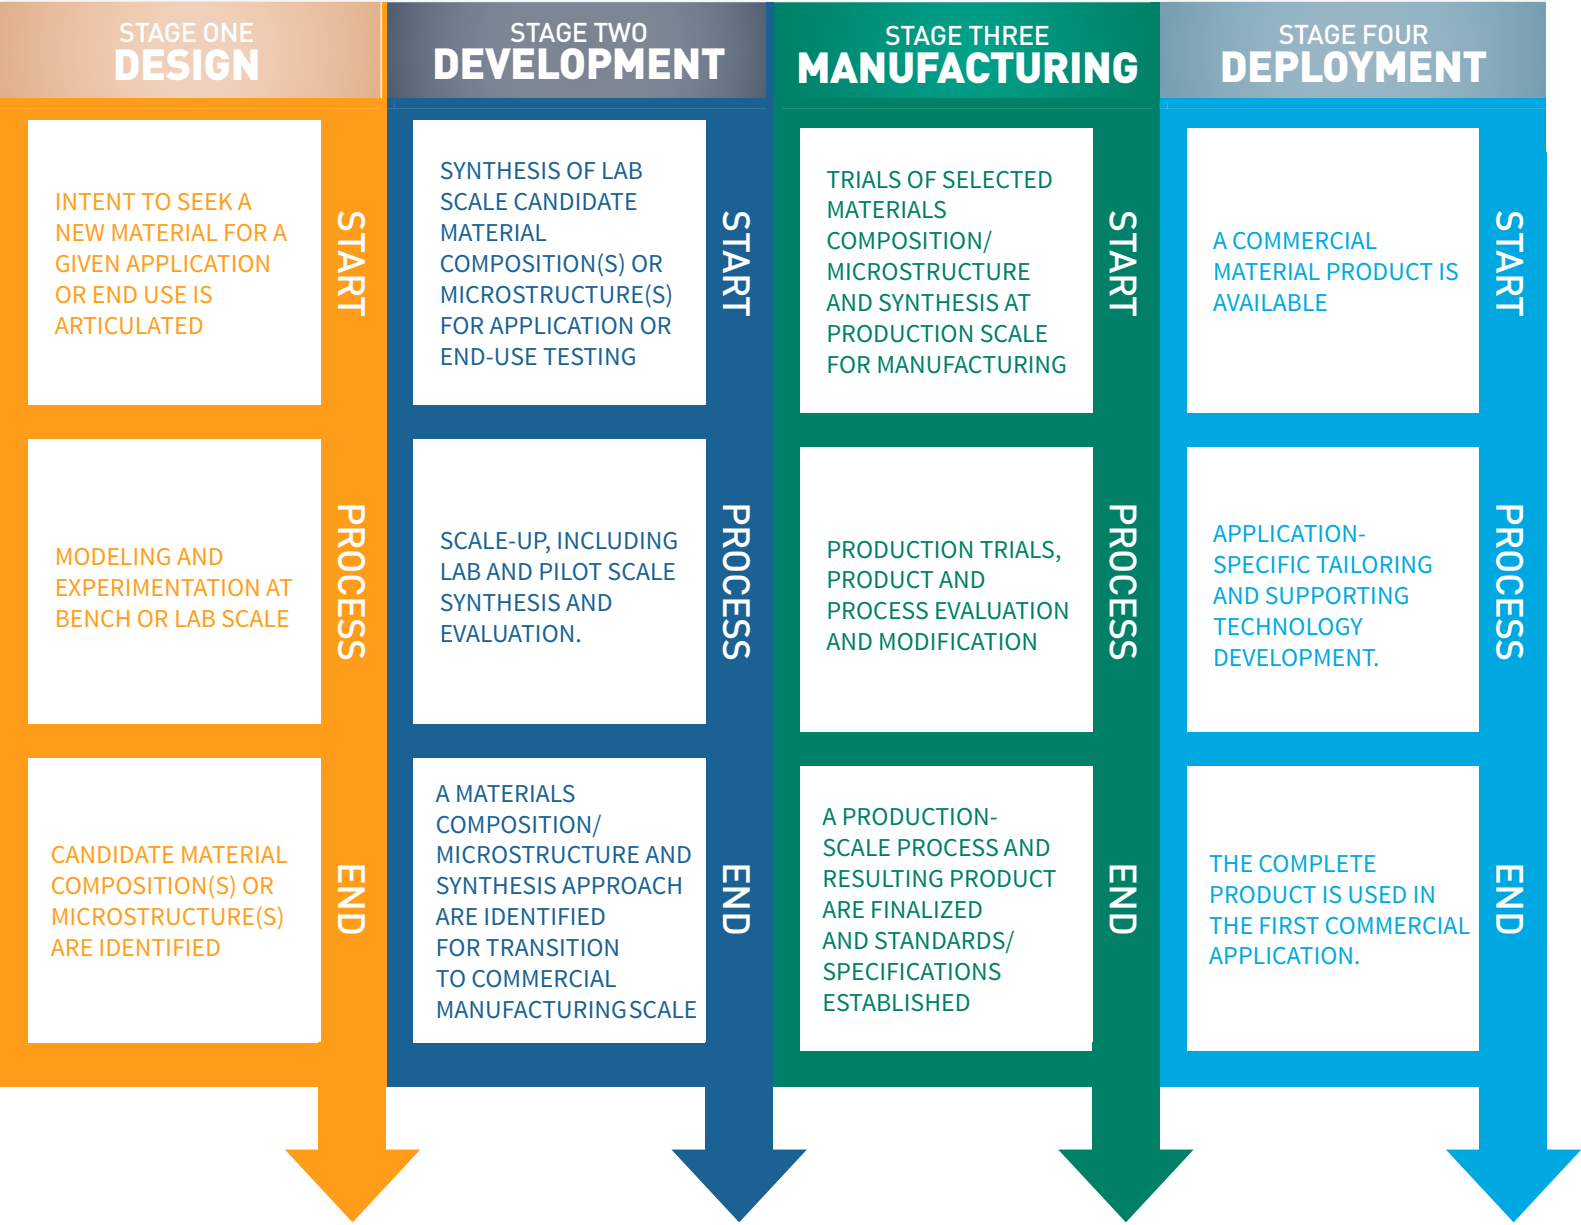 STAGE ONE
DESIGN
INTENT TO SEEK A
NEW MATERIAL FOR A
GIVEN APPLICATION
OR END USE IS
ARTICULATED
START
MODELING AND
EXPERIMENTATION AT
BENCH OR LAB SCALE
PROCESS
CANDIDATE MATERIAL
COMPOSITION(S) OR
MICROSTRUCTURE(S)
ARE IDENTIFIED
END
STAGE TWO
DEVELOPMENT
SYNTHESIS OF LAB
SCALE CANDIDATE
MATERIAL
COMPOSITION(S) OR
MICROSTRUCTURE(S)
FOR APPLICATION OR
END-USE TESTING
START
SCALE-UP, INCLUDING
LAB AND PILOT SCALE
SYNTHESIS AND
EVALUATION.
PROCESS
A MATERIALS
COMPOSITION/
MICROSTRUCTURE AND
SYNTHESIS APPROACH
ARE IDENTIFIED
FOR TRANSITION
TO COMMERCIAL
MANUFACTURING SCALE
END
STAGE THREE
MANUFACTURING
TRIALS OF SELECTED
MATERIALS
COMPOSITION/
MICROSTRUCTURE
AND SYNTHESIS AT
PRODUCTION SCALE
FOR MANUFACTURING
START
PRODUCTION TRIALS,
PRODUCT AND
PROCESS EVALUATION
AND MODIFICATION
PROCESS
A PRODUCTION-
SCALE PROCESS AND
RESULTING PRODUCT
ARE FINALIZED
AND STANDARDS/
SPECIFICATIONS
ESTABLISHED
END
STAGE FOUR
DEPLOYMENT
A COMMERCIAL
MATERIAL PRODUCT IS
AVAILABLE
START
APPLICATION-
SPECIFIC TAILORING
AND SUPPORTING
TECHNOLOGY
DEVELOPMENT.
PROCESS
THE COMPLETE
PRODUCT IS USED IN
THE FIRST COMMERCIAL
APPLICATION.
END